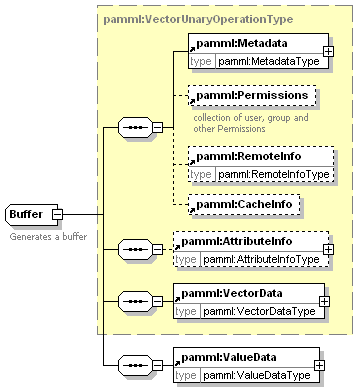 pamml:VectorUnaryOperationType
pamml:Metadata
type pamml:MetadataType
pamml:Permissions
collection of user, group and
other Permissions
pamml:RemoteInfo
type pamml:RemoteInfoType
pamml:CacheInfo
Buffer
Generates a buffer
pamml:AttributeInfo
type pamml:AttributeInfoType
pamml:VectorData
type pamml:VectorDataType
pamml:ValueData
type pamml:ValueDataType